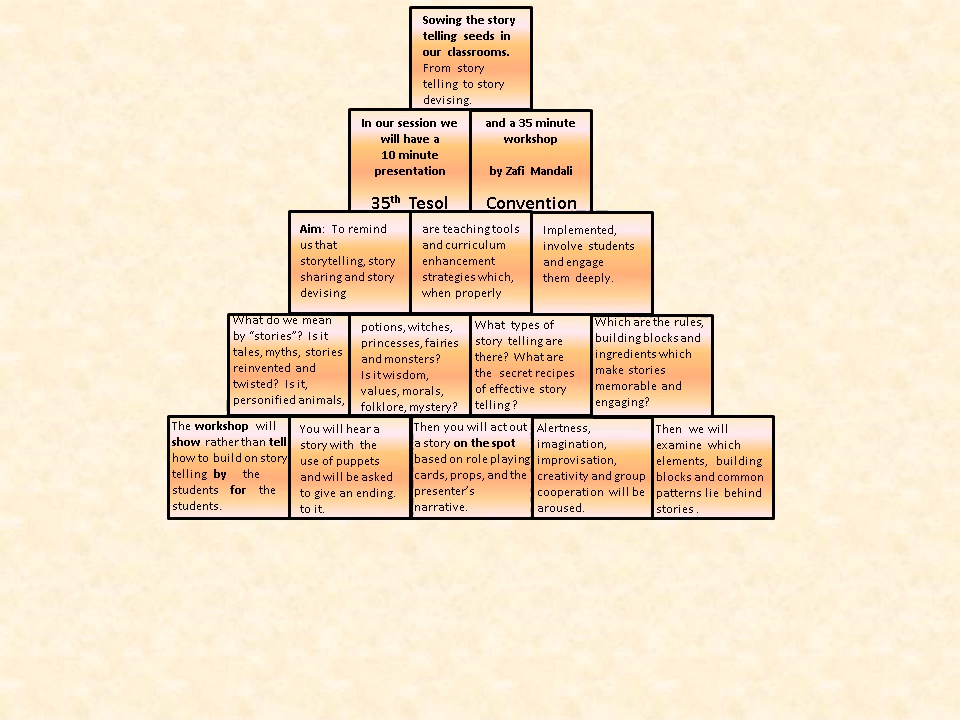 Sowing the story
telling seeds in
our classrooms.
From story
telling to story
devising.
In our session we
will have a
10 minute
presentation
35th Tesol
and a 35 minute
workshop
by Zafi Mandali
Convention
Aim: To remind
us that
storytelling, story
sharing and story
devising
are teaching tools
and curriculum
enhancement
strategies which,
when properly
Implemented,
involve students
and engage
them deeply.
What do we mean
by “stories”? Is it
tales, myths, stories
reinvented and
twisted? Is it,
personified animals,
potions, witches,
princesses, fairies
and monsters?
Is it wisdom,
values, morals,
folklore, mystery?
What types of
story telling are
there? What are
the secret recipes
of effective story
telling?
Which are the rules,
building blocks and
ingredients which
make stories
memorable and
engaging?
The workshop will
show rather than tell
how to build on story
telling by the
students for the
students.
You will hear a
story with the
use of puppets
and will be asked
to give an ending.
to it.
Then you will act out
a story on the spot
based on role playing
cards, props, and the
presenter’s
narrative.
Alertness,
imagination,
improvisation,
creativity and group
cooperation will be
aroused.
Then we will
examine which
elements, building
blocks and common
patterns lie behind
stories .